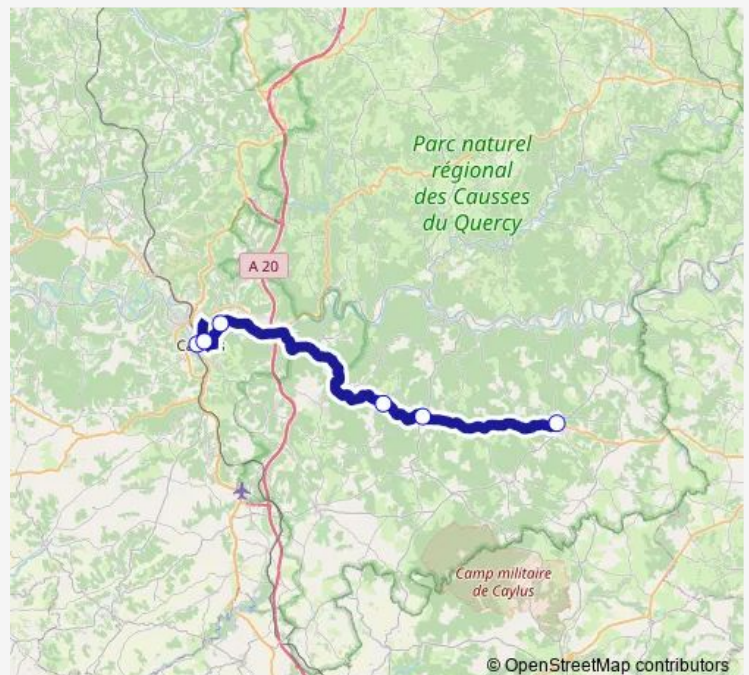 Parc naturel
régional
des Causses
du Quercy
A 20
Camp militaire
de Caylus
© OpenStreetMap contributors